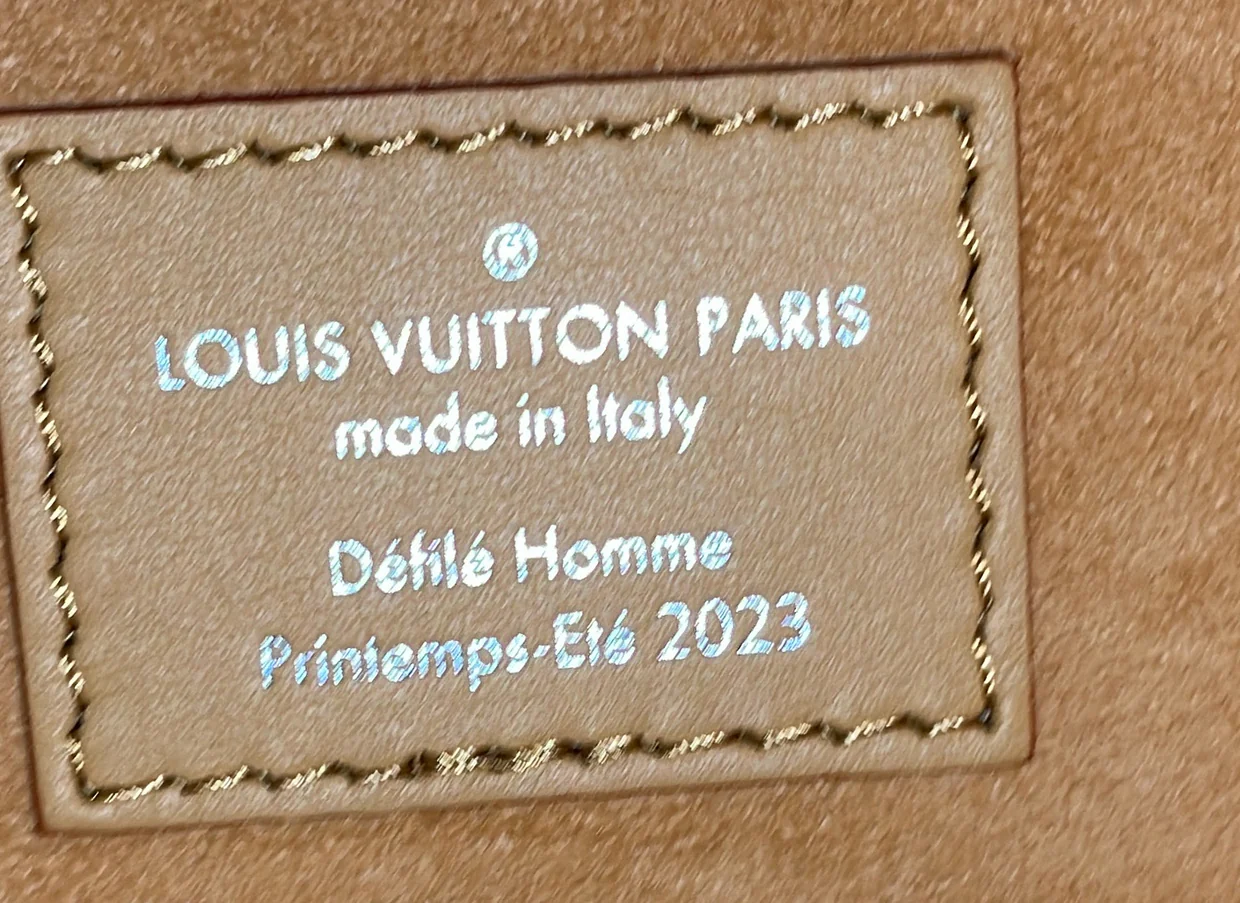 ®
LOUIS VUITTON PARIS
made in Italy
Défilé Homme
Printemps-Eté 2023